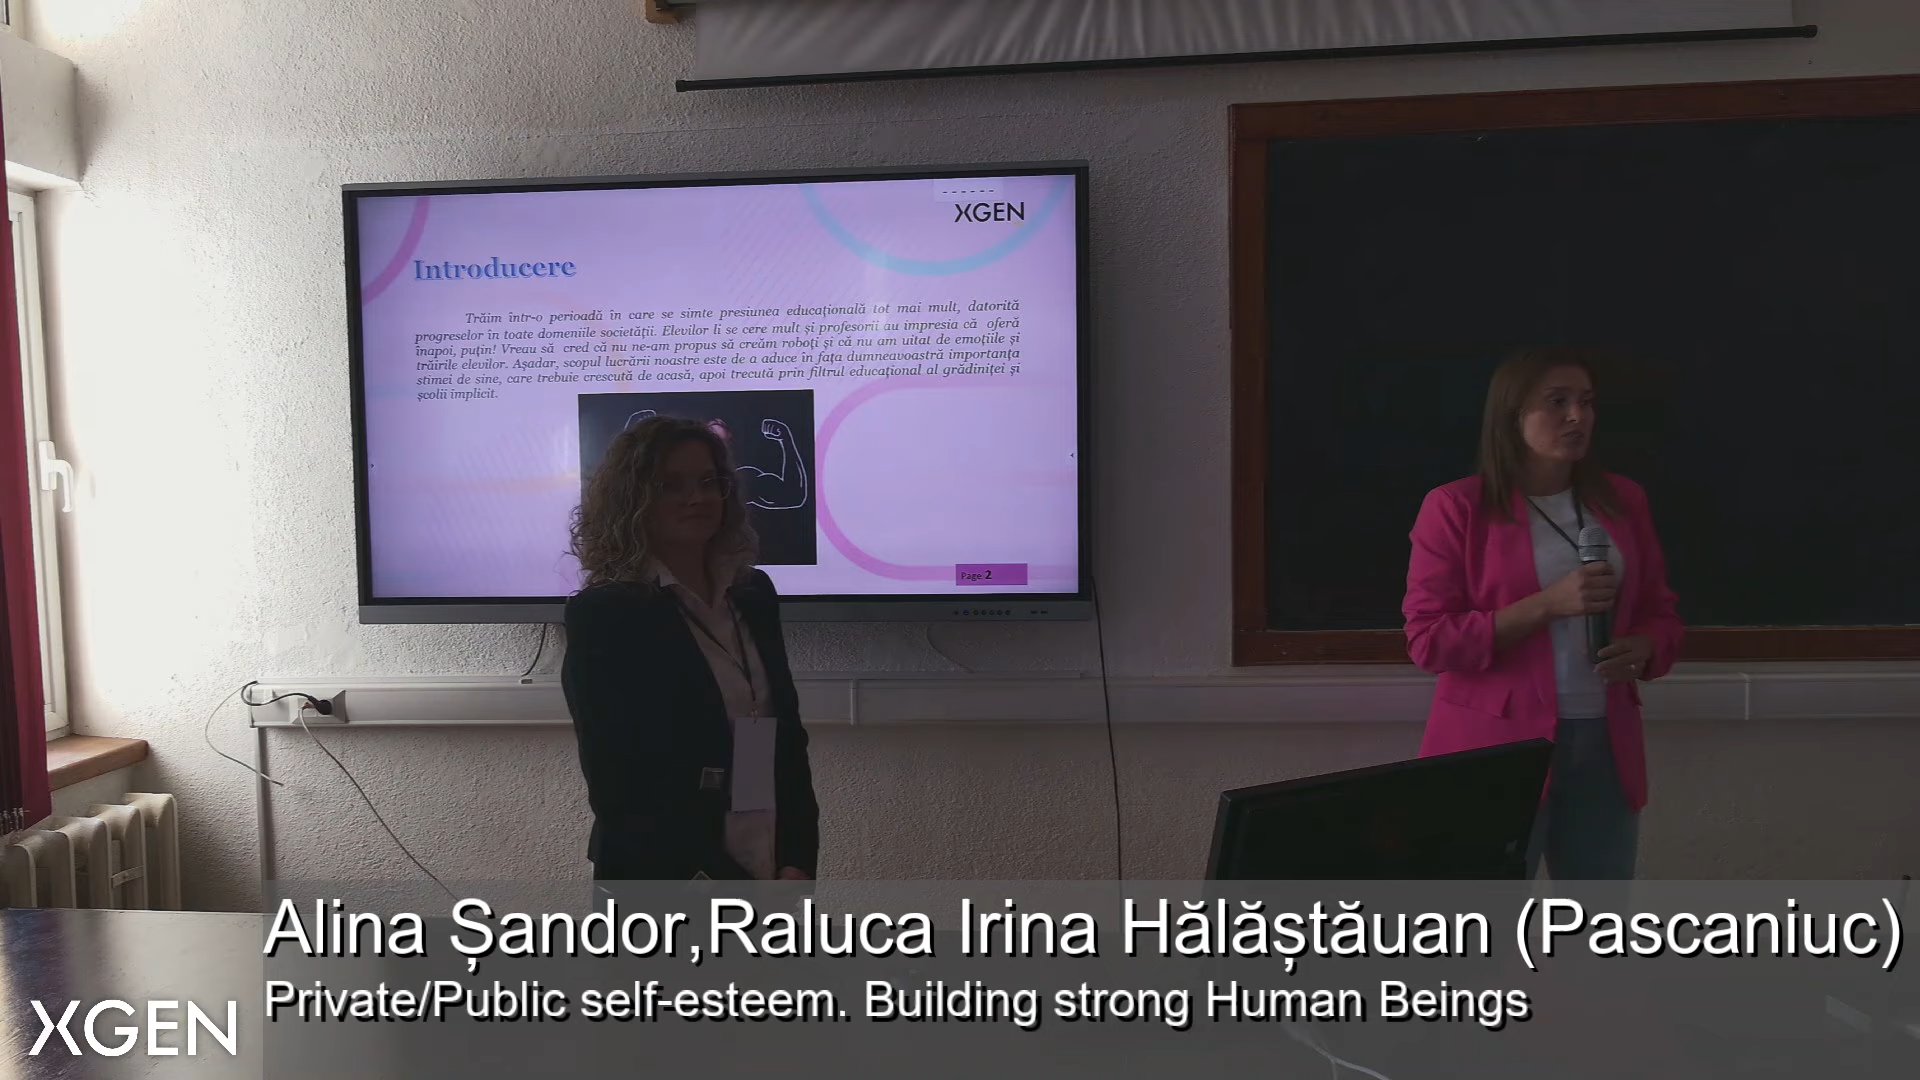 XGEN
Introducere
Trăim într-o perioadă în care se simte presiunea educațională tot mai mult, datorită
progreselor în toate domeniile societății. Elevilor li se cere mult și profesorii au impresia că oferă
înapoi, puțin! Vreau să cred că nu ne-am propus să creăm roboți și că nu am uitat de emoțiile și
trăirile elevilor. Așadar, scopul lucrării noastre este de a aduce în fața dumneavoastră importanța
stimei de sine, care trebuie crescută de acasă, apoi trecută prin filtrul educațional al grădiniței și
școlii implicit.
Page 2
Alina Șandor,Raluca Irina Hălăștăuan (Pascaniuc)
Private/Public self-esteem. Building strong Human Beings
XGEN